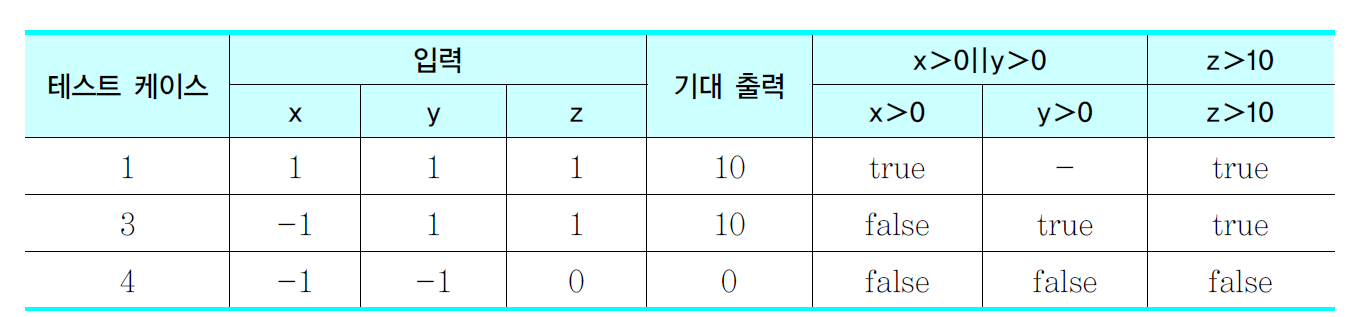 테스트 케이스 입력 기대 출력 x>0||y>0 z>10
x y z x>0 y>0 z>10
1 1 1 1 10 true – true
3 −1 1 1 10 false true true
4 −1 −1 0 0 false false false